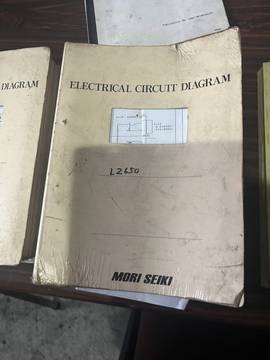 DIAGRAM
ELECTRICAL CIRCUIT DIAGRAM
L2650
MORI SEIKI